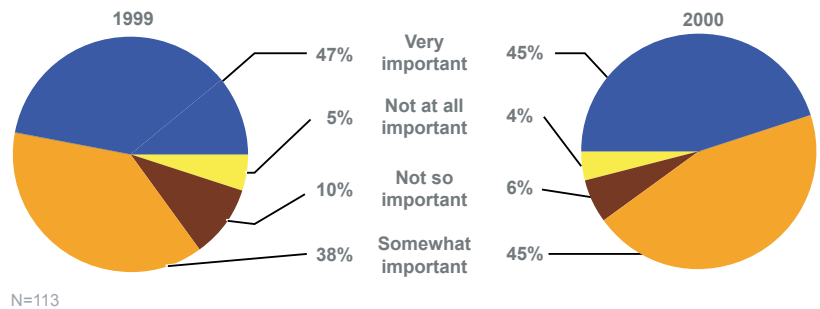 1999
2000
47%
Very
important
45%
5%
Not at all
important
4%
10%
Not so
important
6%
38%
Somewhat
important
45%
N=113